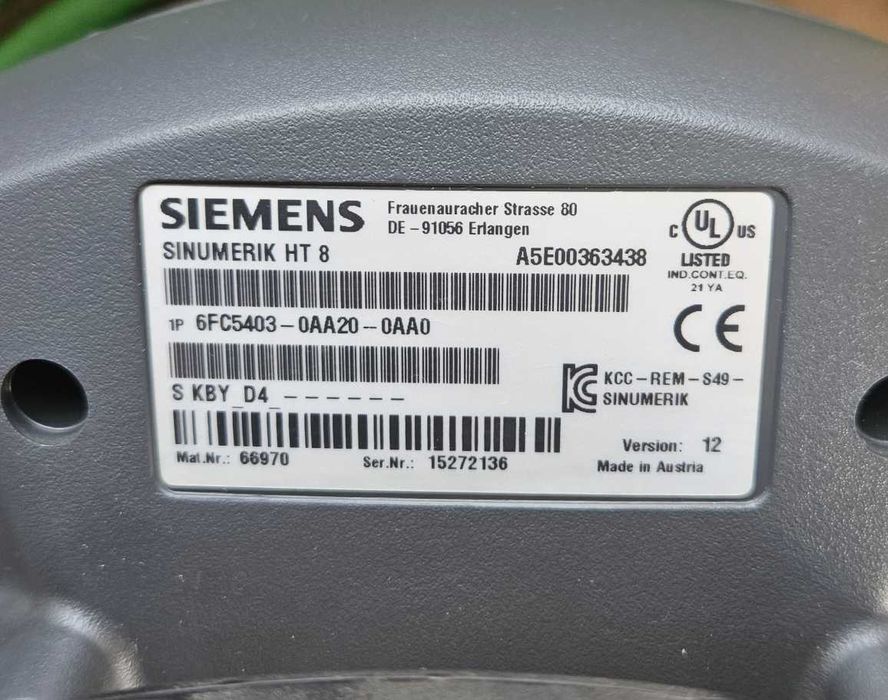 SIEMENS
Frauenauracher Strasse 80
DE-91056 Erlangen
C UL US
LISTED
IND.CONT.EQ.
21 YA
SINUMERIK HT 8
A5E00363438
1P 6FC5403-0AA20-0AA0
CE
S KBY_D4_------
KCC-REM-S49-
SINUMERIK
Mat.Nr.: 66970
Ser.Nr.: 15272136
Version: 12
Made in Austria